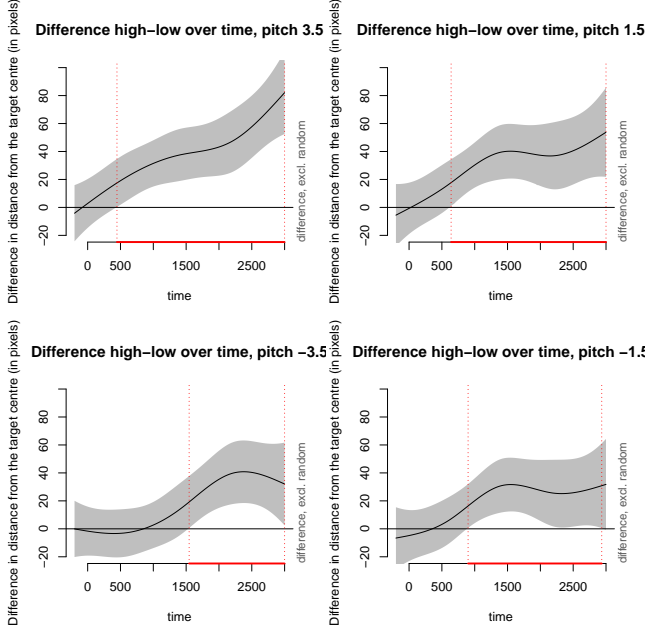 Difference high−low over time, pitch 3.5
Difference in distance from the target centre (in pixels)
−20 0 20 40 60 80
0 500 1500 2500
time
difference, excl. random
Difference high−low over time, pitch 1.5
Difference in distance from the target centre (in pixels)
−20 0 20 40 60 80
0 500 1500 2500
time
difference, excl. random
Difference high−low over time, pitch −3.5
Difference in distance from the target centre (in pixels)
−20 0 20 40 60 80
0 500 1500 2500
time
difference, excl. random
Difference high−low over time, pitch −1.5
Difference in distance from the target centre (in pixels)
−20 0 20 40 60 80
0 500 1500 2500
time
difference, excl. random